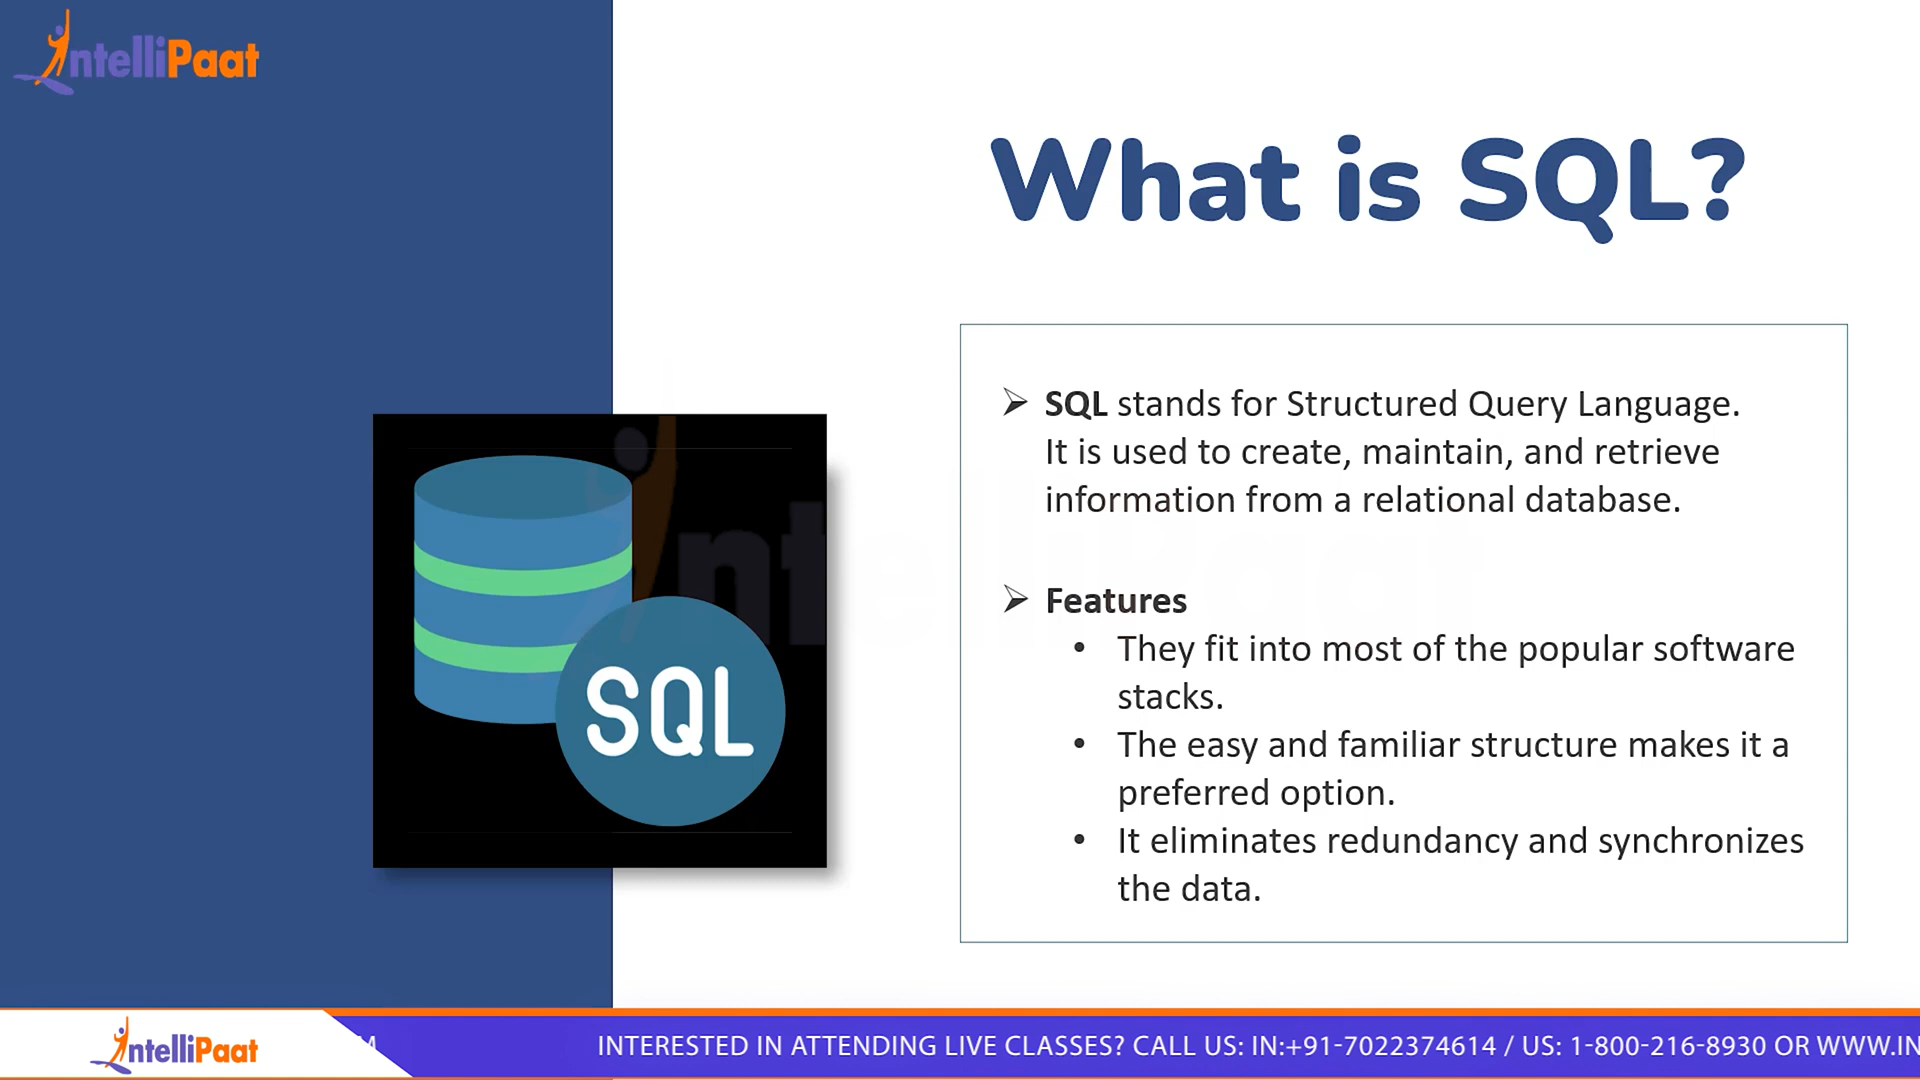 IntelliPaat
What is SQL?
SQL stands for Structured Query Language.
It is used to create, maintain, and retrieve
information from a relational database.
Features
They fit into most of the popular software
stacks.
The easy and familiar structure makes it a
preferred option.
It eliminates redundancy and synchronizes
the data.
SQL
IntelliPaat
INTERESTED IN ATTENDING LIVE CLASSES? CALL US: IN:+91-7022374614 / US: 1-800-216-8930 OR WWW.IN